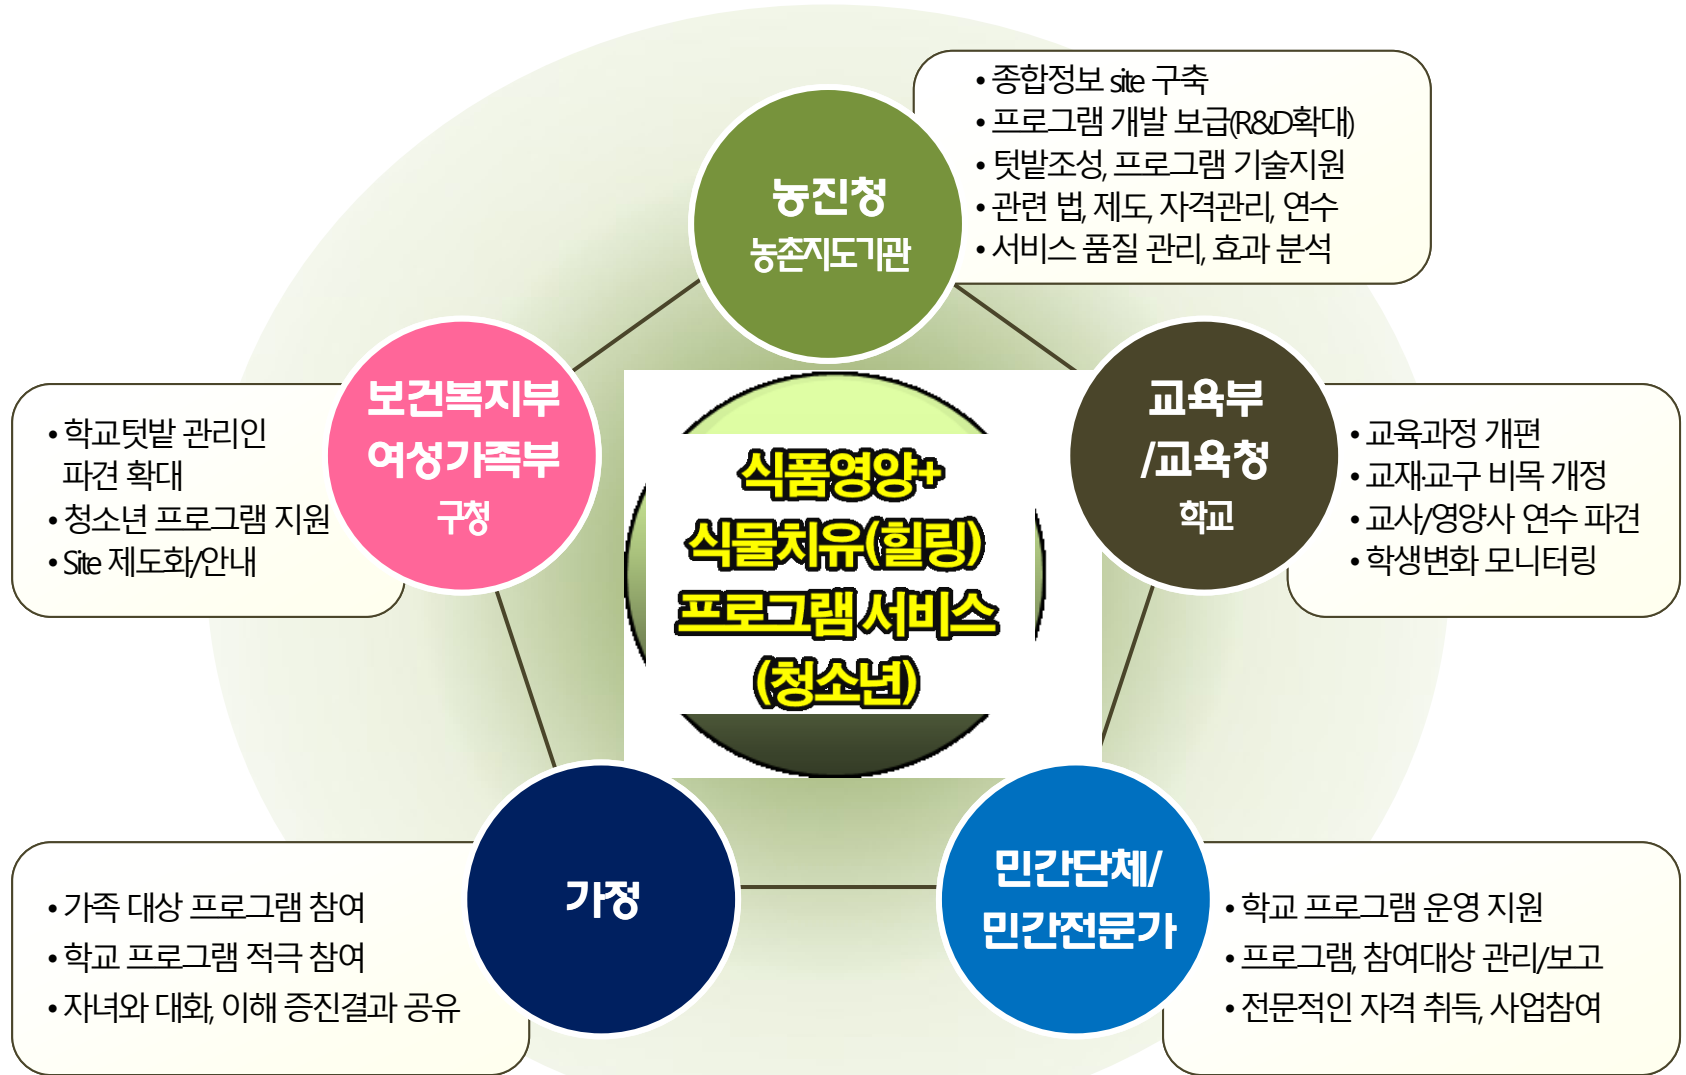 • 종합정보 site 구축
• 프로그램 개발 보급(R&D확대)
• 텃밭조성, 프로그램 기술지원
• 관련 법, 제도, 자격관리, 연수
• 서비스 품질 관리, 효과 분석
농진청
농촌지도기관
보건복지부
여성가족부
구청
• 학교텃밭 관리인
파견 확대
• 청소년 프로그램 지원
• Site 제도화/안내
식품영양+
식물치유(힐링)
프로그램 서비스
(청소년)
교육부
/교육청
학교
• 교육과정 개편
• 교재·교구 비목 개정
• 교사/영양사 연수 파견
• 학생변화 모니터링
가정
• 가족 대상 프로그램 참여
• 학교 프로그램 적극 참여
• 자녀와 대화, 이해 증진결과 공유
민간단체/
민간전문가
• 학교 프로그램 운영 지원
• 프로그램, 참여대상 관리/보고
• 전문적인 자격 취득, 사업참여